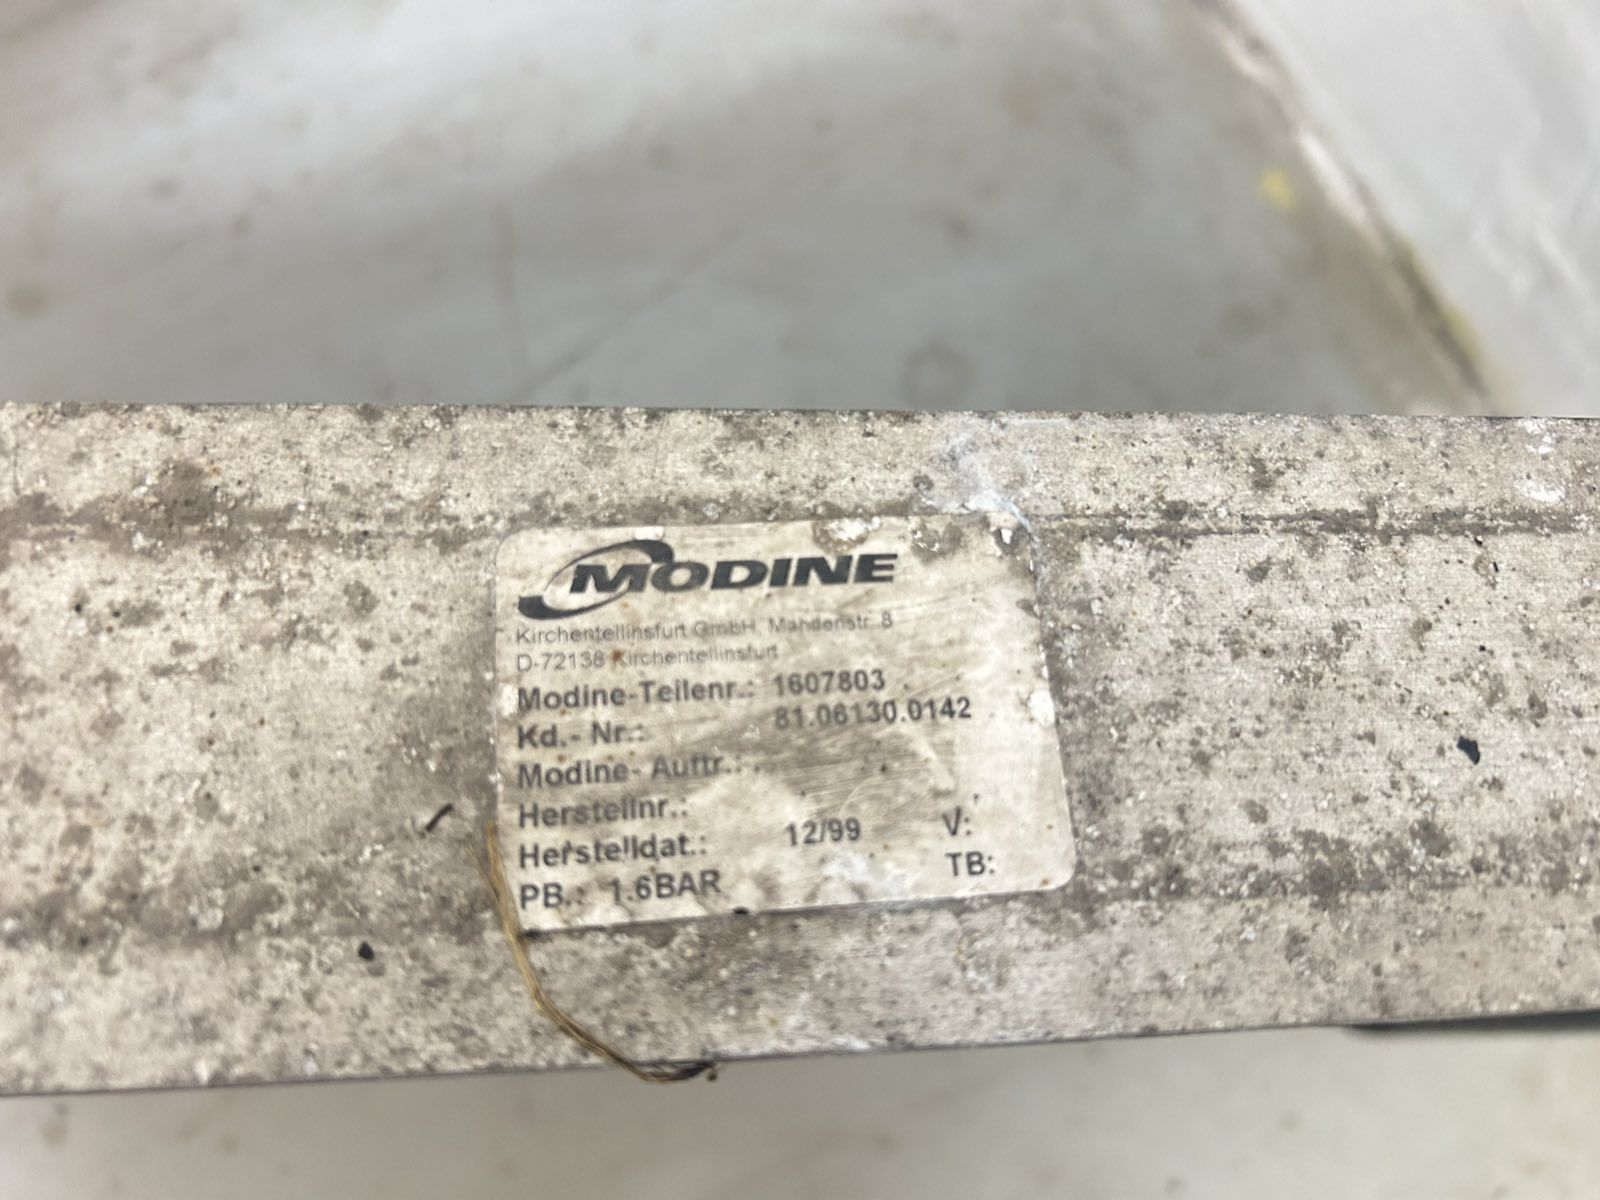 MODINE
Kirchentellinsfurt GmbH, Mahdenstr. 8
D-72138 Kirchentellinsfurt
Modine-Teilenr.: 1607803
Kd.- Nr.: 81.06130.0142
Modine- Auftr.:
Herstellnr.:
Herstelldat.: 12/99 V:
PB.: 1.6BAR TB: